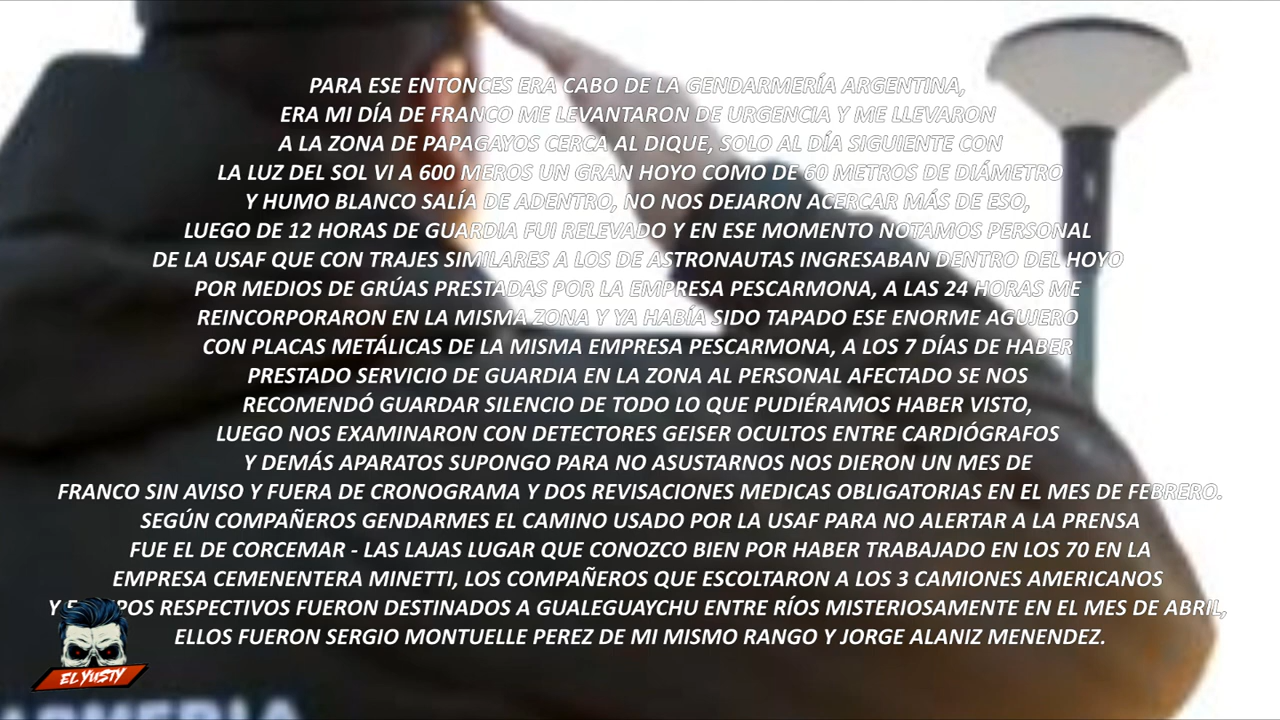 PARA ESE ENTONCES ERA CABO DE LA GENDARMERÍA ARGENTINA,
ERA MI DÍA DE FRANCO ME LEVANTARON DE URGENCIA Y ME LLEVARON
A LA ZONA DE PAPAGAYOS CERCA AL DIQUE, SOLO AL DÍA SIGUIENTE CON
LA LUZ DEL SOL VI A 600 MEROS UN GRAN HOYO COMO DE 60 METROS DE DIÁMETRO
Y HUMO BLANCO SALÍA DE ADENTRO, NO NOS DEJARON ACERCAR MÁS DE ESO,
LUEGO DE 12 HORAS DE GUARDIA FUI RELEVADO Y EN ESE MOMENTO NOTAMOS PERSONAL
DE LA USAF QUE CON TRAJES SIMILARES A LOS DE ASTRONAUTAS INGRESABAN DENTRO DEL HOYO
POR MEDIOS DE GRÚAS PRESTADAS POR LA EMPRESA PESCARMONA, A LAS 24 HORAS ME
REINCORPORARON EN LA MISMA ZONA Y YA HABÍA SIDO TAPADO ESE ENORME AGUJERO
CON PLACAS METÁLICAS DE LA MISMA EMPRESA PESCARMONA, A LOS 7 DÍAS DE HABER
PRESTADO SERVICIO DE GUARDIA EN LA ZONA AL PERSONAL AFECTADO SE NOS
RECOMENDÓ GUARDAR SILENCIO DE TODO LO QUE PUDIÉRAMOS HABER VISTO,
LUEGO NOS EXAMINARON CON DETECTORES GEISER OCULTOS ENTRE CARDIÓGRAFOS
Y DEMÁS APARATOS SUPONGO PARA NO ASUSTARNOS NOS DIERON UN MES DE
FRANCO SIN AVISO Y FUERA DE CRONOGRAMA Y DOS REVISACIONES MEDICAS OBLIGATORIAS EN EL MES DE FEBRERO.
SEGÚN COMPAÑEROS GENDARMES EL CAMINO USADO POR LA USAF PARA NO ALERTAR A LA PRENSA
FUE EL DE CORCEMAR - LAS LAJAS LUGAR QUE CONOZCO BIEN POR HABER TRABAJADO EN LOS 70 EN LA
EMPRESA CEMENENTERA MINETTI, LOS COMPAÑEROS QUE ESCOLTARON A LOS 3 CAMIONES AMERICANOS
Y RESPECTIVOS FUERON DESTINADOS A GUALEGUAYCHU ENTRE RÍOS MISTERIOSAMENTE EN EL MES DE ABRIL,
ELLOS FUERON SERGIO MONTUELLE PEREZ DE MI MISMO RANGO Y JORGE ALANIZ MENENDEZ.
EL YUSTY